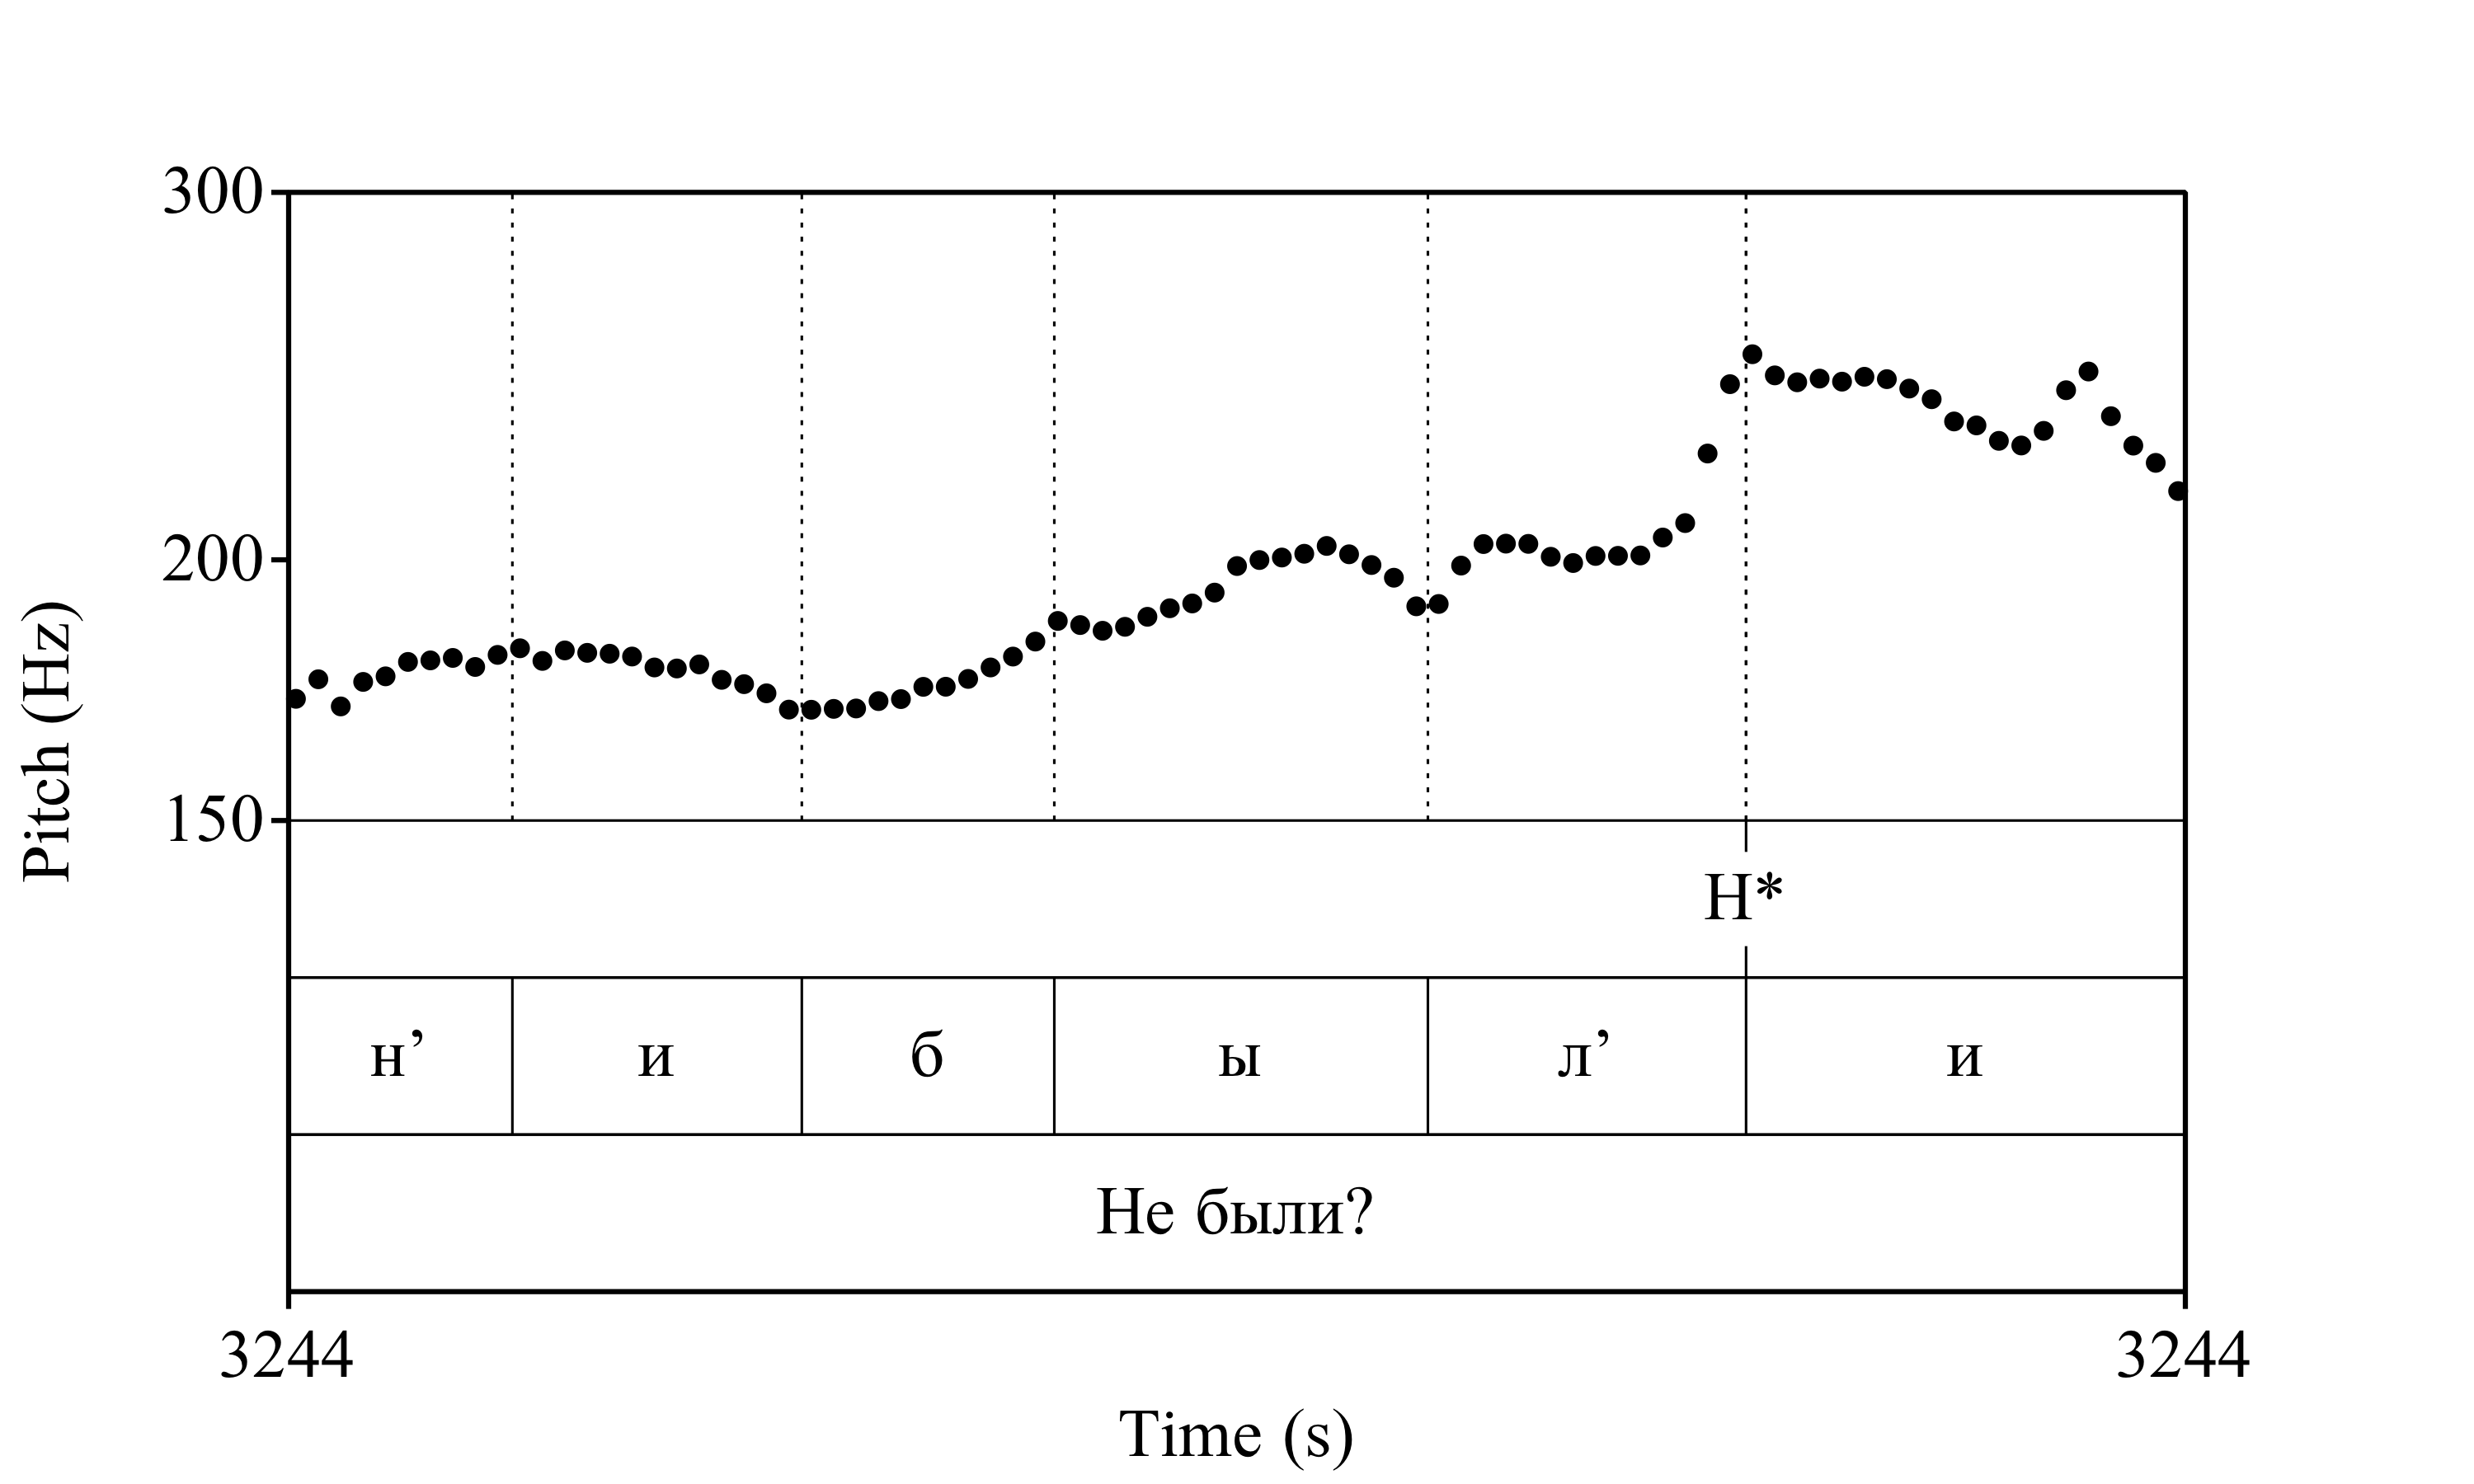 300
200
150
Pitch (Hz)
H*
н’ и б ы л’ и
Не были?
3244 3244
Time (s)